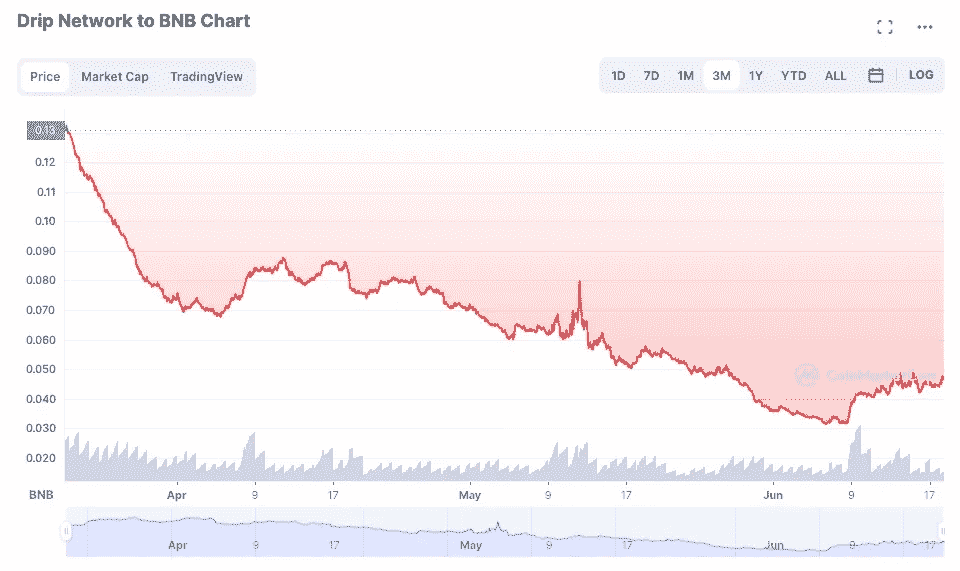 Drip Network to BNB Chart
Price Market Cap TradingView
1D 7D 1M 3M 1Y YTD ALL LOG
0.13
0.12
0.11
0.10
0.090
0.080
0.070
0.060
0.050
0.040
0.030
0.020
BNB Apr 9 17 May 9 17 Jun 9 17
Apr 9 17 May 9 17 Jun 9 17